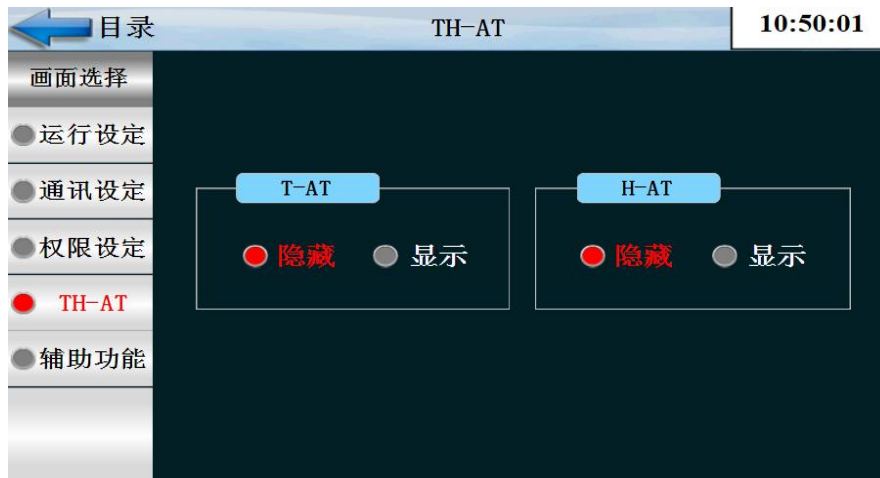 目录
TH-AT
10:50:01
画面选择
运行设定
通讯设定
权限设定
TH-AT
辅助功能
T-AT
隐藏 显示
H-AT
隐藏 显示